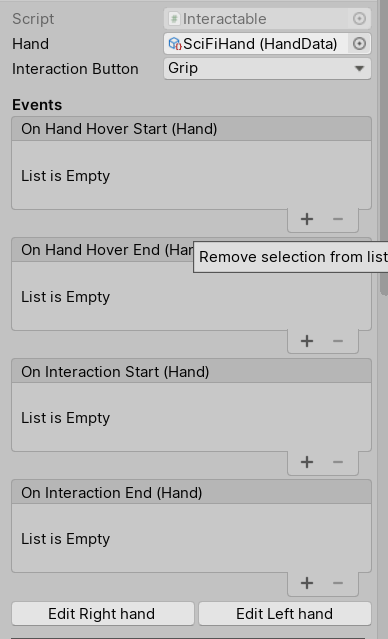 Script
Interactable
Hand
SciFiHand (HandData)
Interaction Button
Grip
Events
On Hand Hover Start (Hand)
List is Empty
On Hand Hover End (Han
Remove selection from list
List is Empty
On Interaction Start (Hand)
List is Empty
On Interaction End (Hand)
List is Empty
Edit Right hand
Edit Left hand